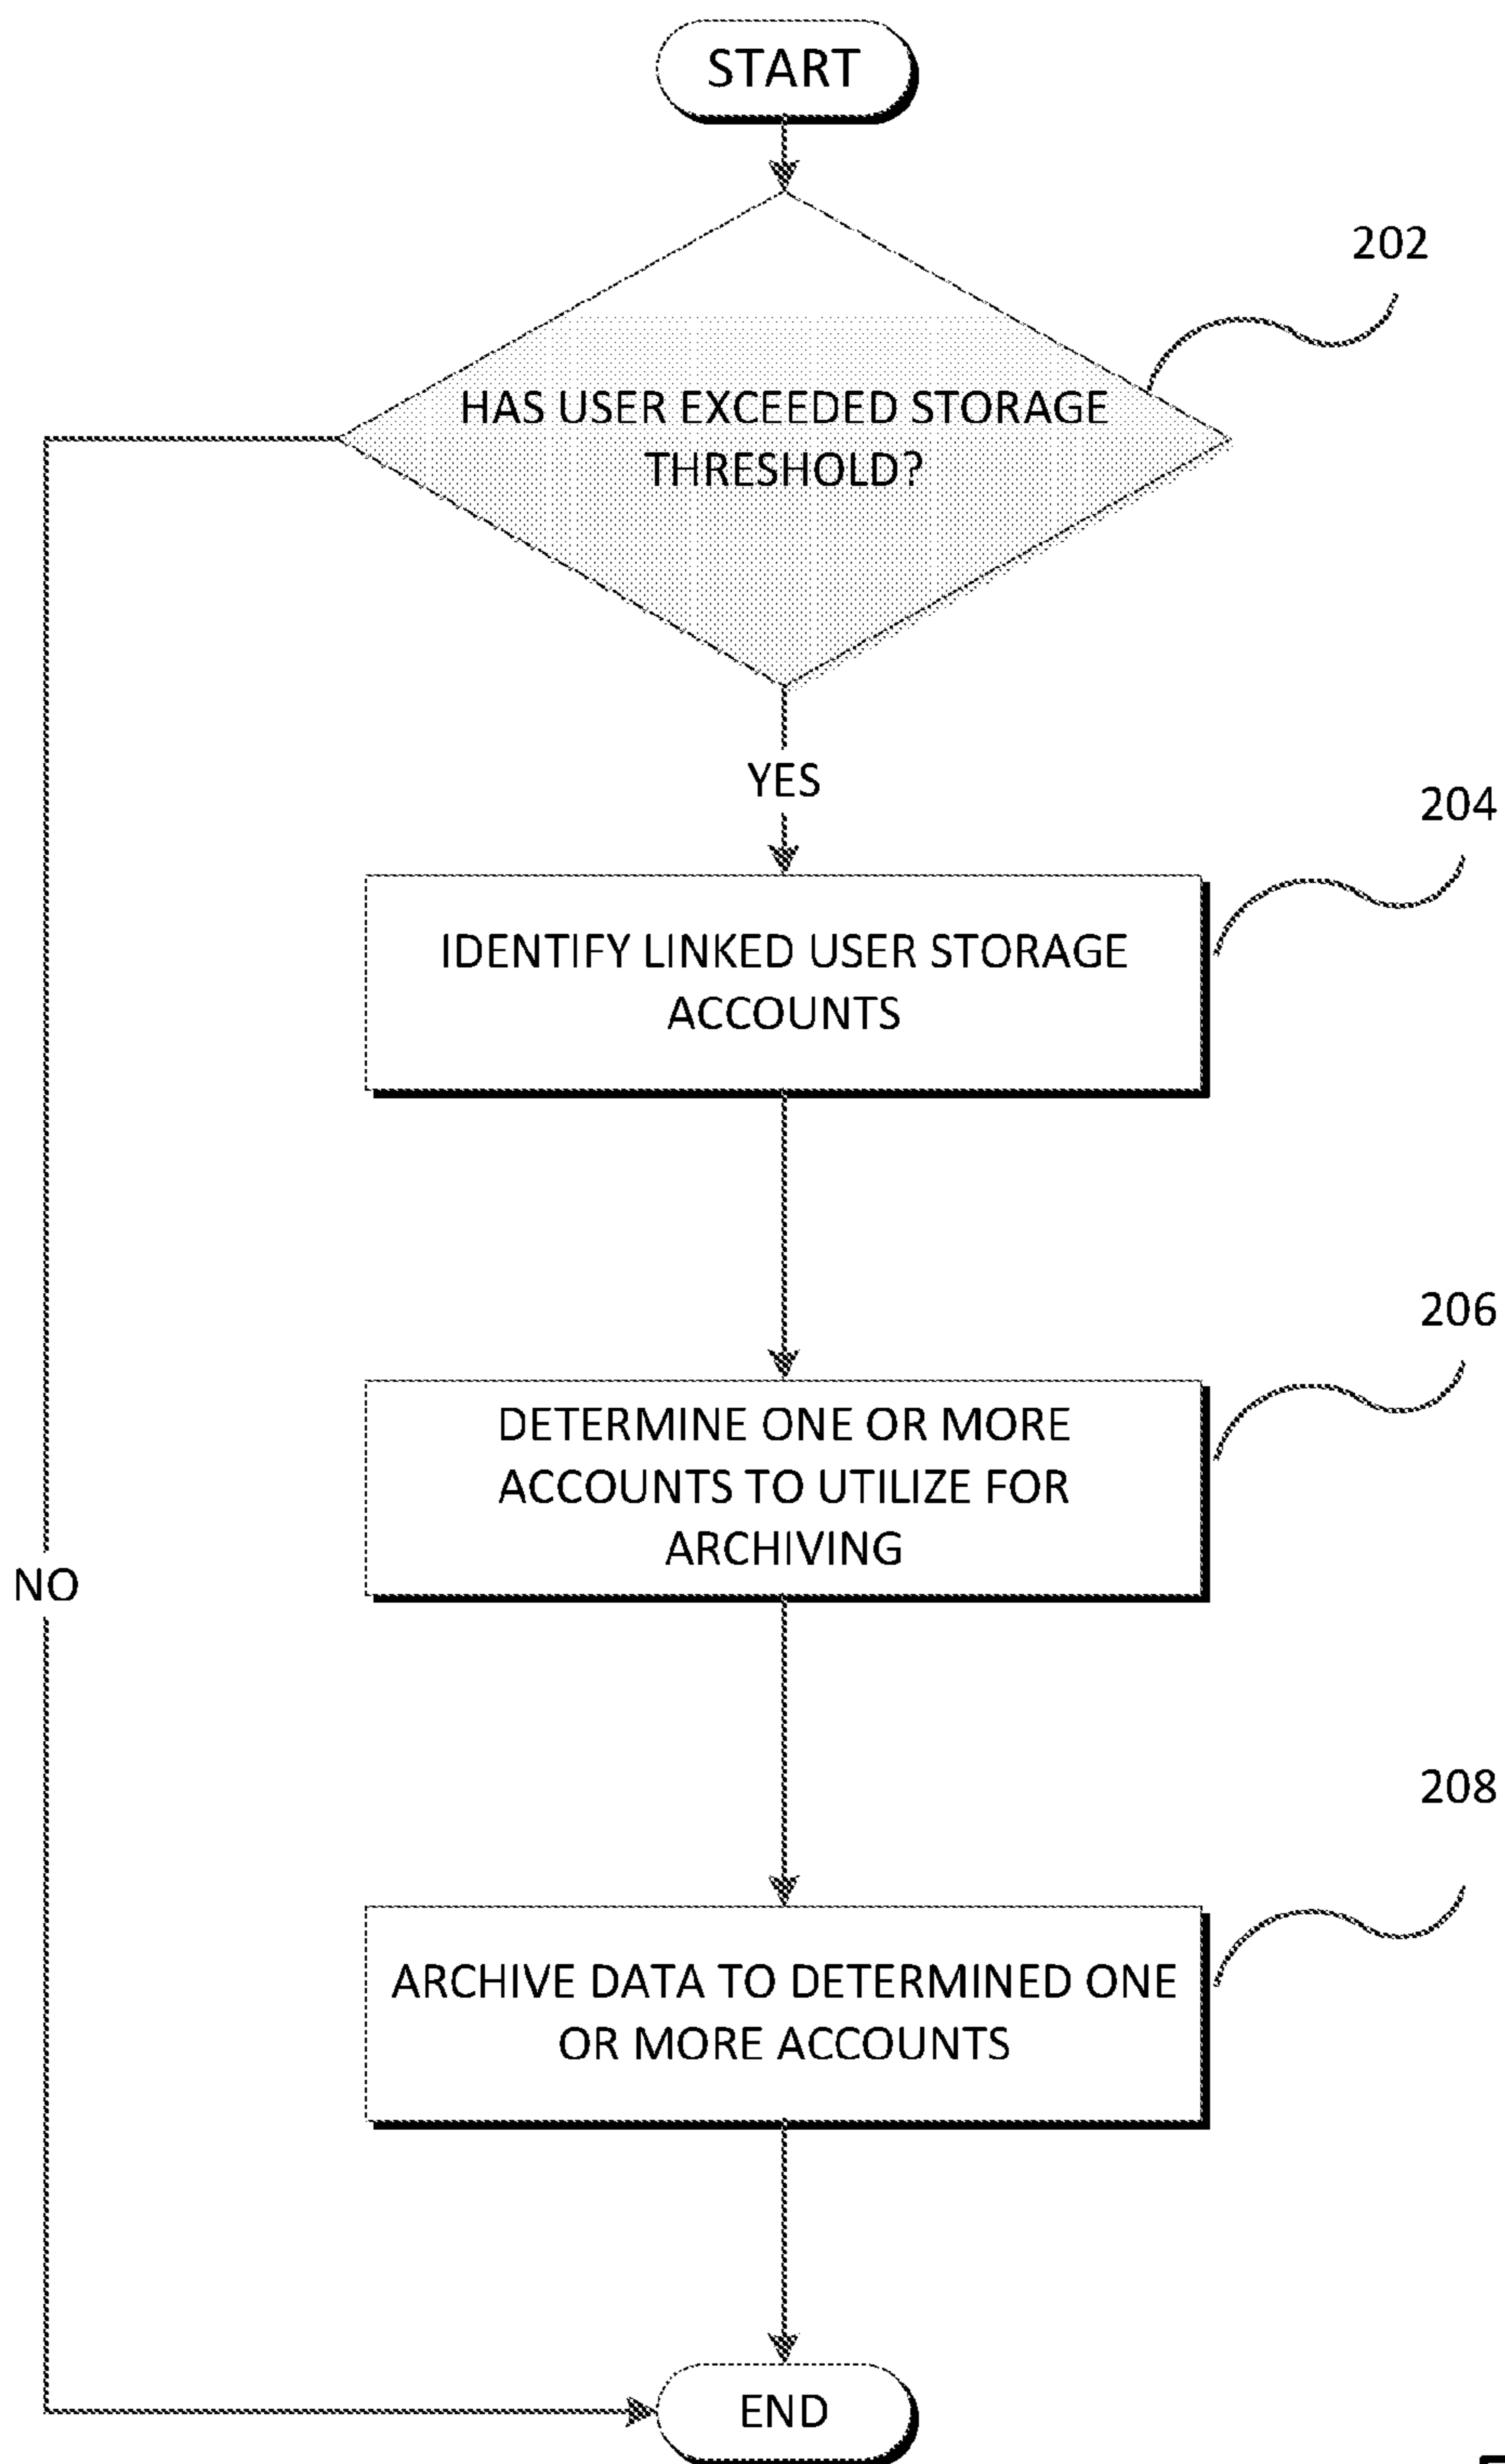 START
202
HAS USER EXCEEDED STORAGE
THRESHOLD?
YES
204
IDENTIFY LINKED USER STORAGE
ACCOUNTS
206
DETERMINE ONE OR MORE
ACCOUNTS TO UTILIZE FOR
ARCHIVING
NO
208
ARCHIVE DATA TO DETERMINED ONE
OR MORE ACCOUNTS
END